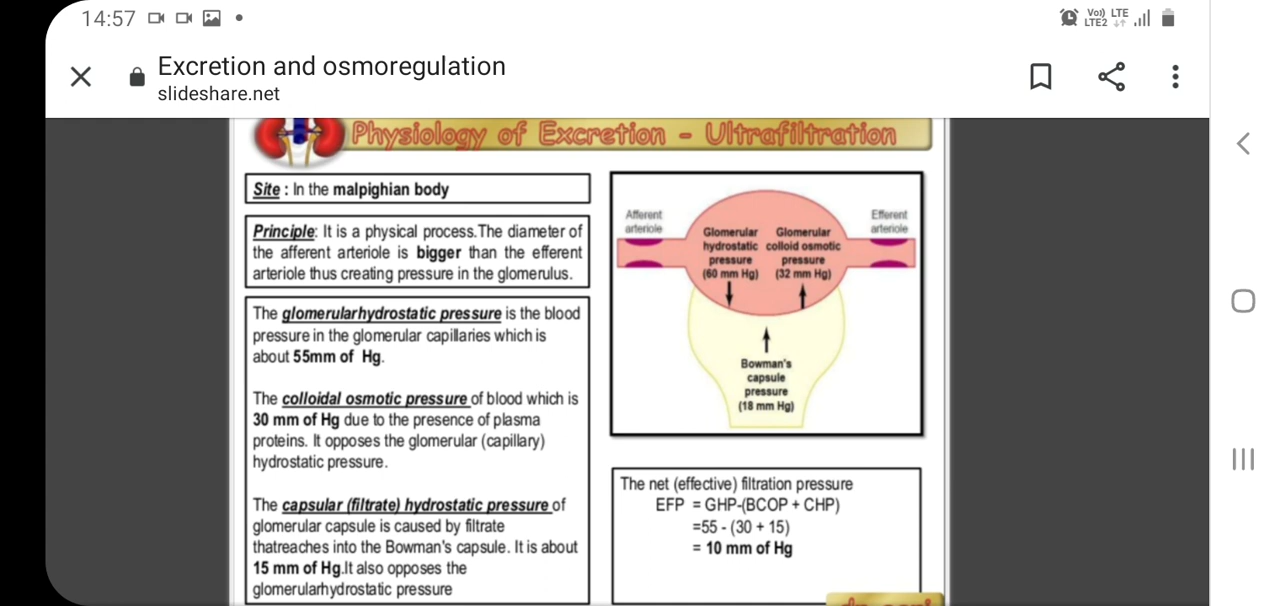 14:57
Vo)) LTE
LTE2
Excretion and osmoregulation
slideshare.net
Physiology of Excretion - Ultrafiltration
Site : In the malpighian body
Principle: It is a physical process.The diameter of
the afferent arteriole is bigger than the efferent
arteriole thus creating pressure in the glomerulus.
The glomerularhydrostatic pressure is the blood
pressure in the glomerular capillaries which is
about 55mm of Hg.
The colloidal osmotic pressure of blood which is
30 mm of Hg due to the presence of plasma
proteins. It opposes the glomerular (capillary)
hydrostatic pressure.
The capsular (filtrate) hydrostatic pressure of
glomerular capsule is caused by filtrate
thatreaches into the Bowman's capsule. It is about
15 mm of Hg.It also opposes the
glomerularhydrostatic pressure
Afferent
arteriole
Efferent
arteriole
Glomerular
hydrostatic
pressure
(60 mm Hg)
Glomerular
colloid osmotic
pressure
(32 mm Hg)
Bowman's
capsule
pressure
(18 mm Hg)
The net (effective) filtration pressure
EFP = GHP-(BCOP + CHP)
=55 - (30 + 15)
= 10 mm of Hg